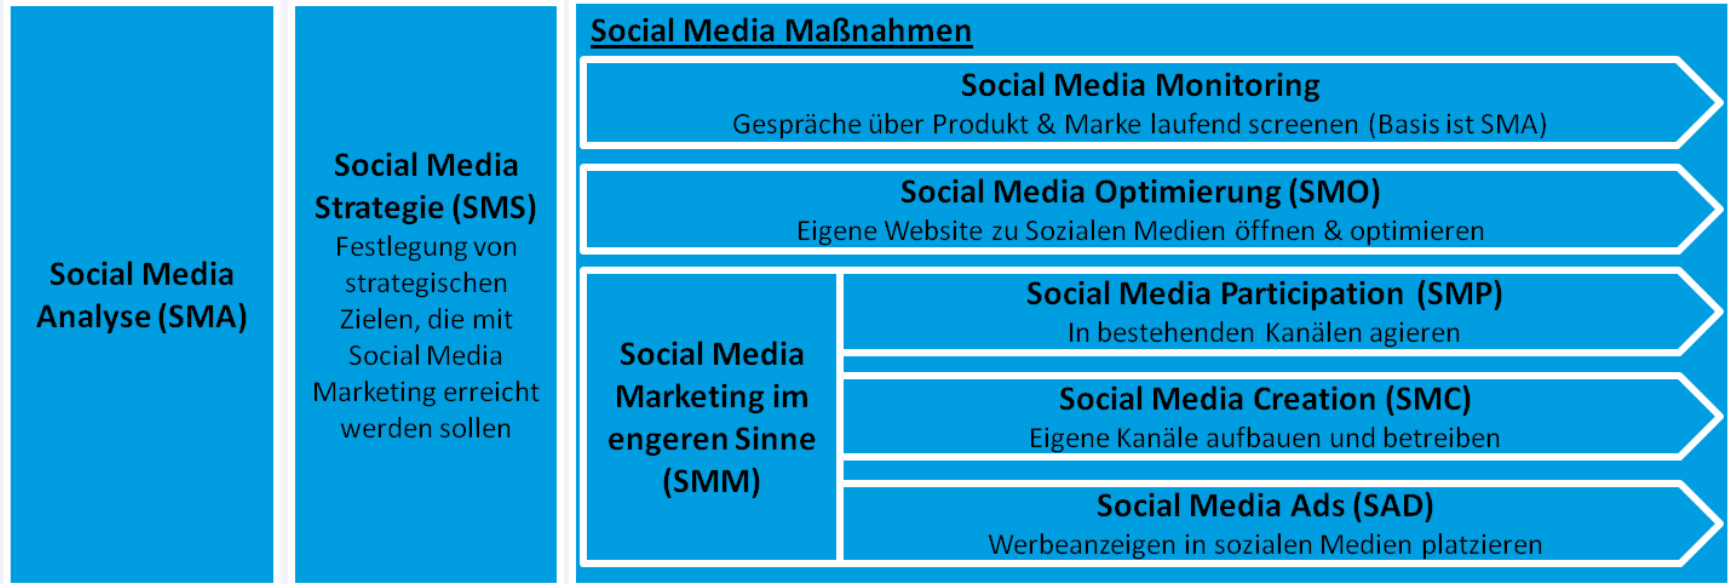 Social Media
Analyse (SMA)
Social Media
Strategie (SMS)
Festlegung von
strategischen
Zielen, die mit
Social Media
Marketing erreicht
werden sollen
Social Media Maßnahmen
Social Media Monitoring
Gespräche über Produkt & Marke laufend screenen (Basis ist SMA)
Social Media Optimierung (SMO)
Eigene Website zu Sozialen Medien öffnen & optimieren
Social Media
Marketing im
engeren Sinne
(SMM)
Social Media Participation (SMP)
In bestehenden Kanälen agieren
Social Media Creation (SMC)
Eigene Kanäle aufbauen und betreiben
Social Media Ads (SAD)
Werbeanzeigen in sozialen Medien platzieren